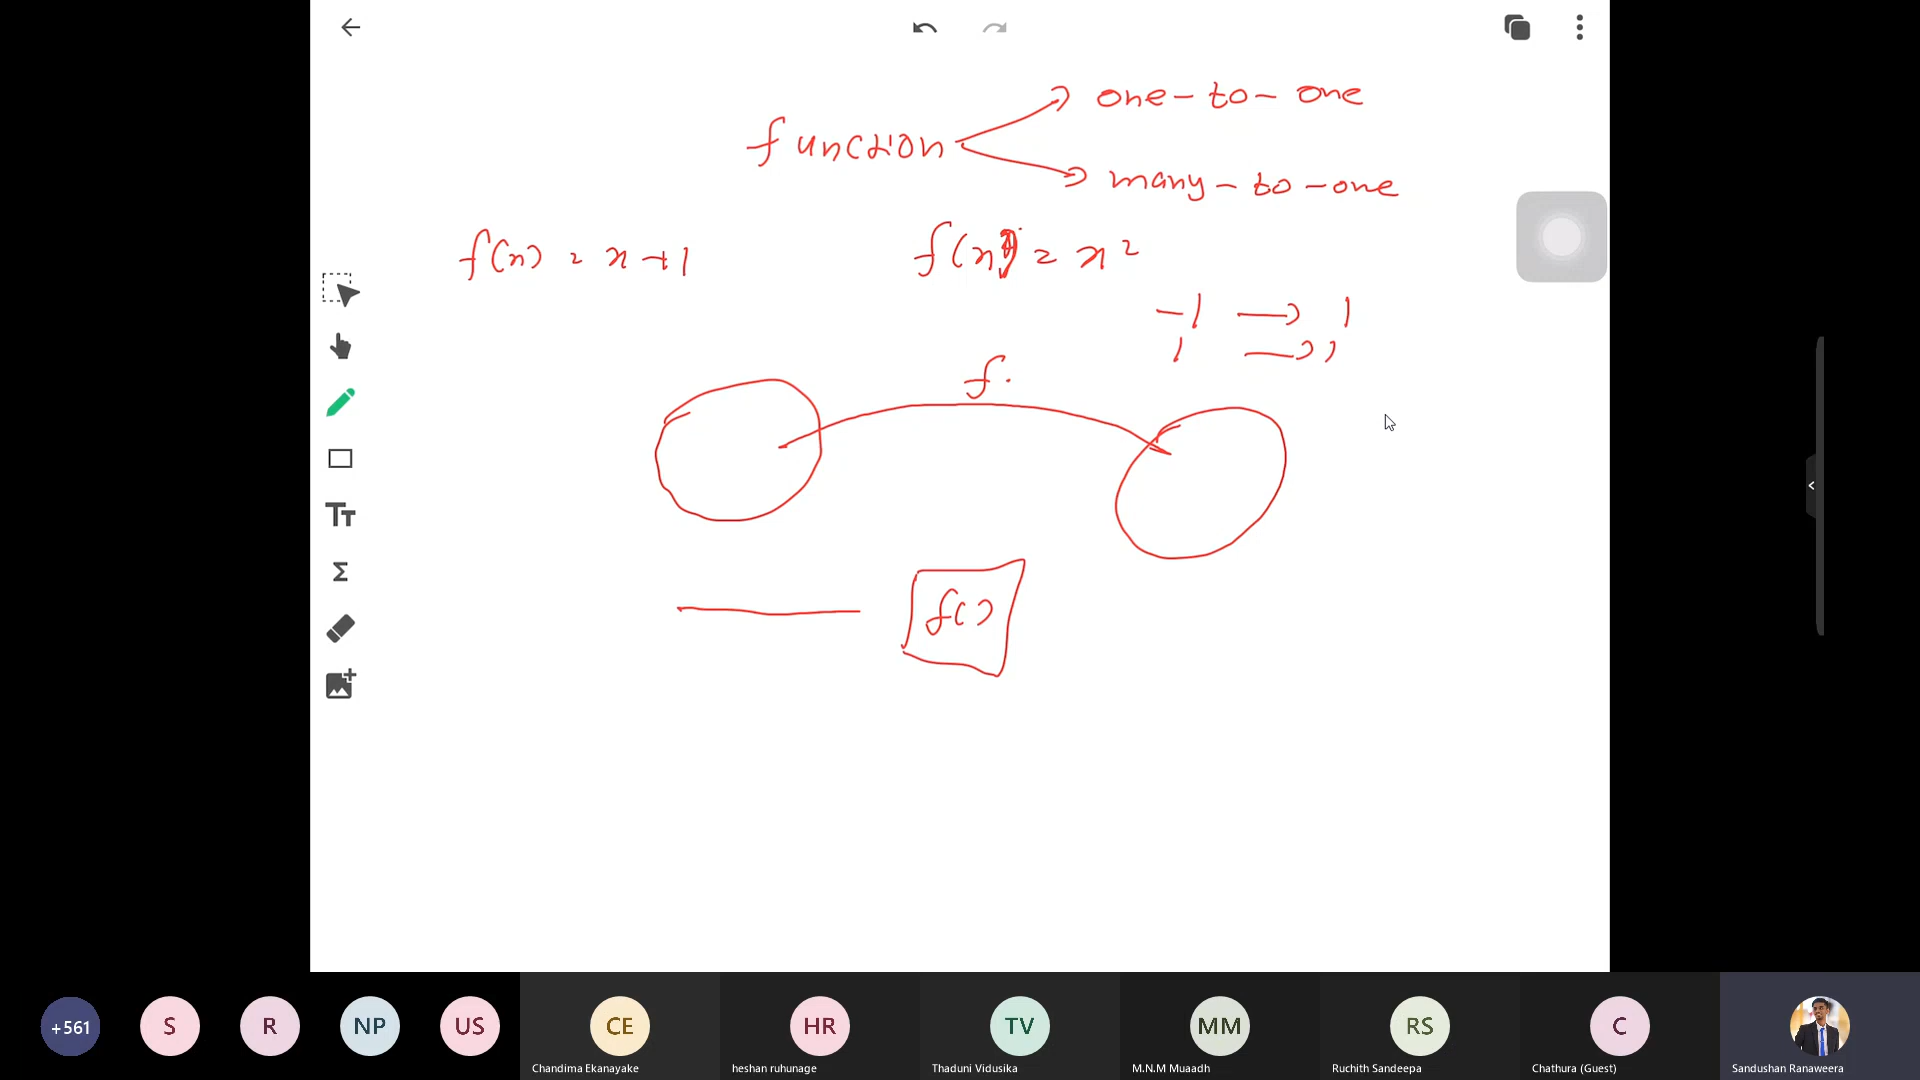 one-to-one
function
many-to-one
f(x) = x+1
f(x) = x²
-1 → 1
1 → 1
f.
f( )
Tт
Σ
<
+561
S
R
NP
US
CE
HR
TV
MM
RS
C
Chandima Ekanayake
heshan ruhunage
Thaduni Vidusika
M.N.M Muaadh
Ruchith Sandeepa
Chathura (Guest)
Sandushan Ranaweera